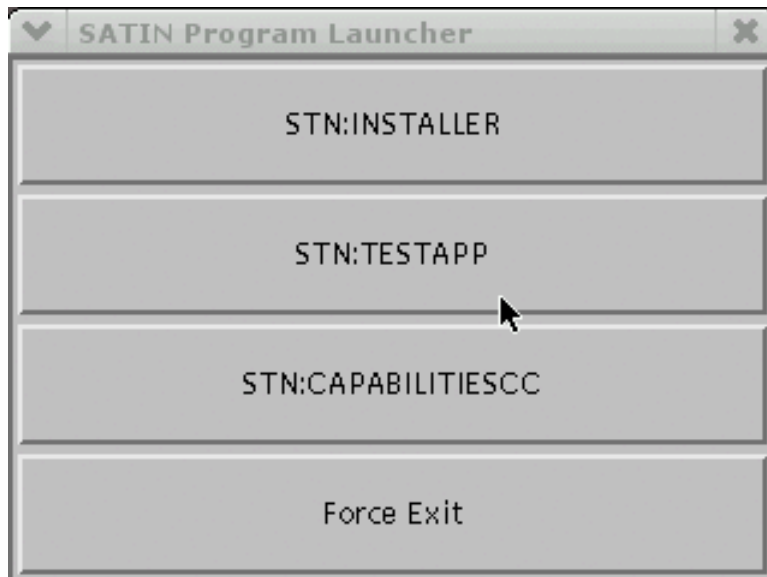 SATIN Program Launcher
STN:INSTALLER
STN:TESTAPP
STN:CAPABILITIESCC
Force Exit